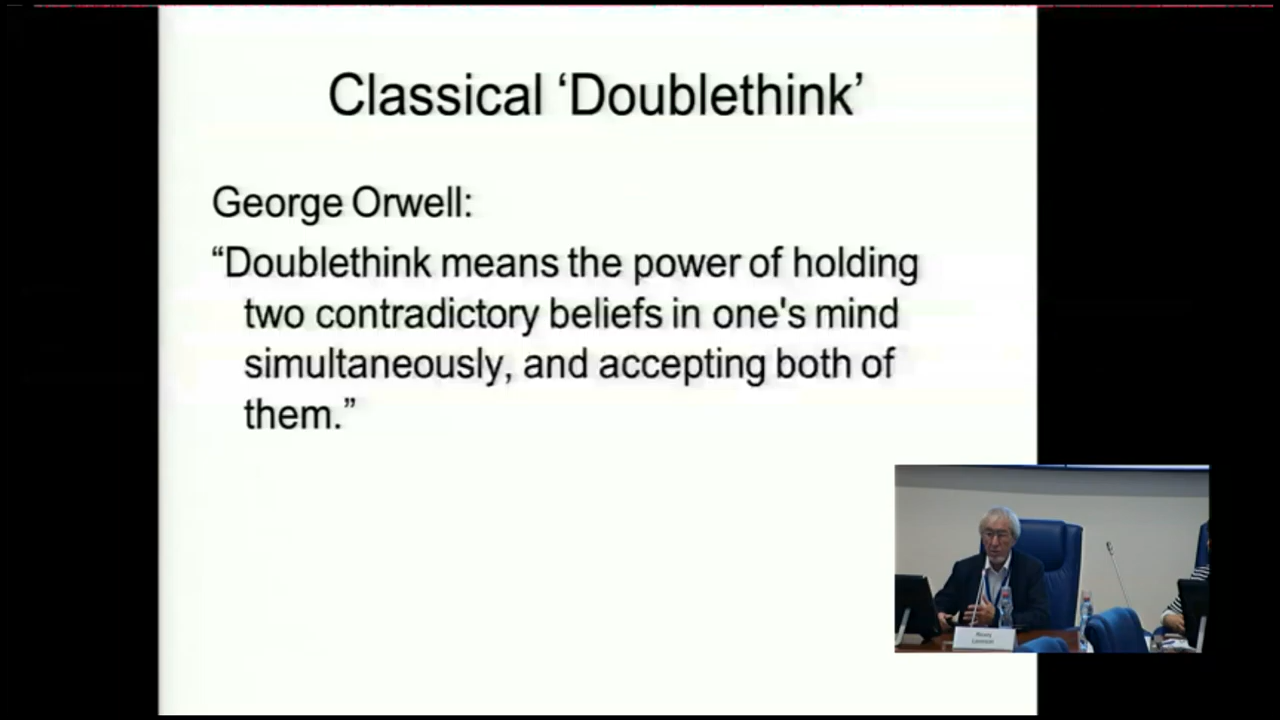 Classical ‘Doublethink’
George Orwell:
“Doublethink means the power of holding
two contradictory beliefs in one's mind
simultaneously, and accepting both of
them.”